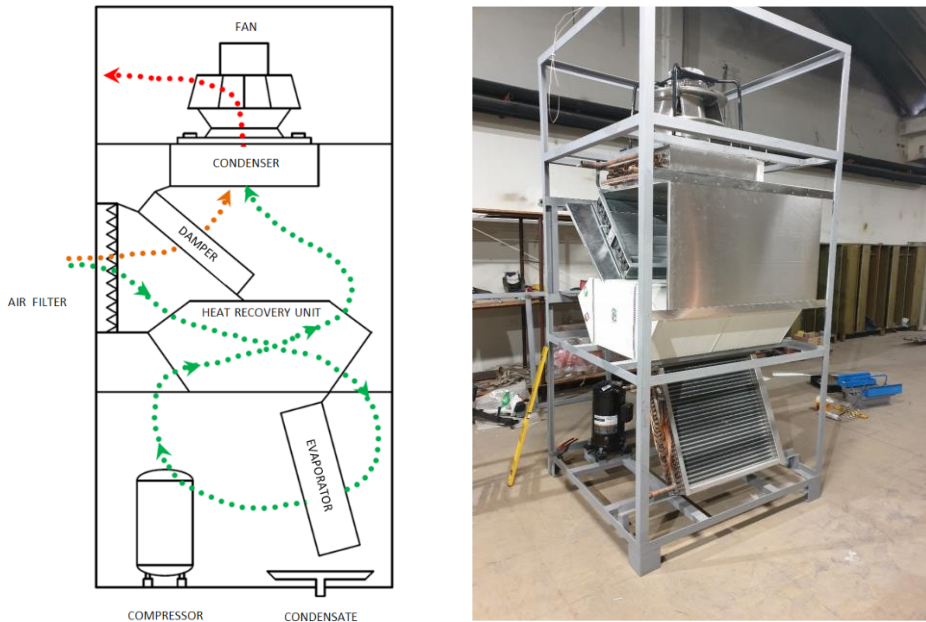 FAN
CONDENSER
DAMPER
AIR FILTER
HEAT RECOVERY UNIT
EVAPORATOR
COMPRESSOR
CONDENSATE